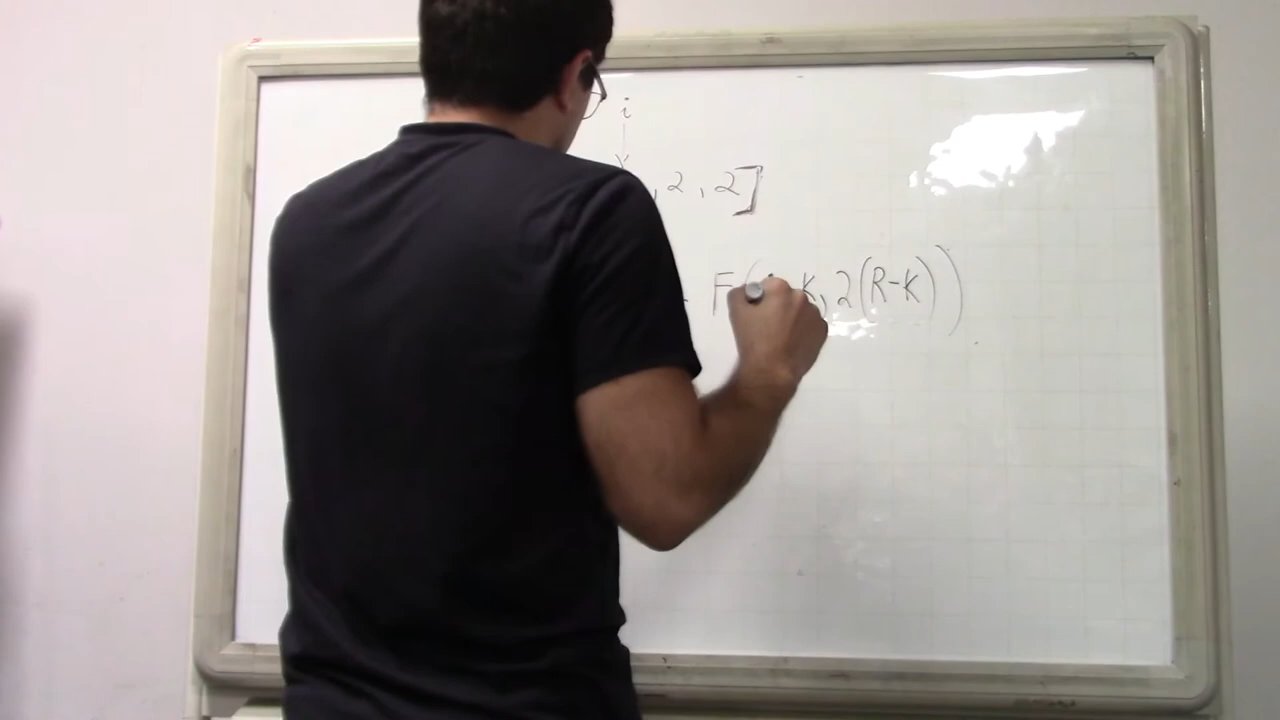 i
, 2 , 2]
F( K, 2(R-K))